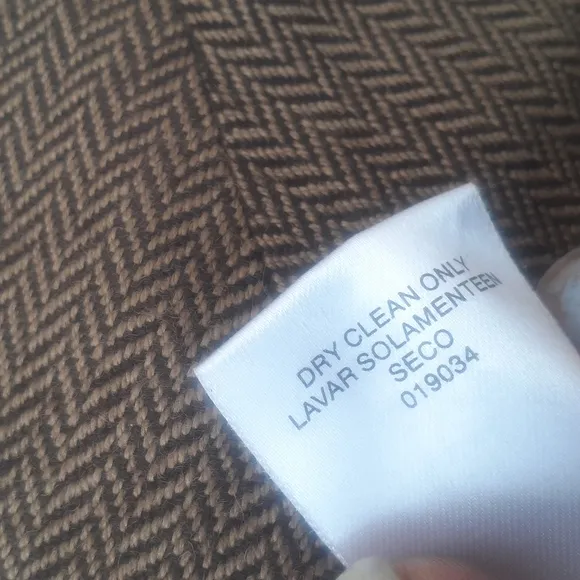 DRY CLEAN ONLY
LAVAR SOLAMENTEEN
SECO
019034